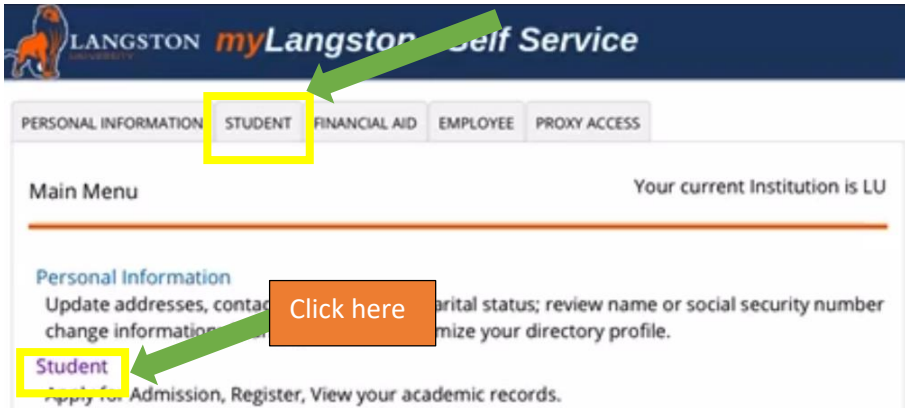 LANGSTON myLangston Self Service
UNIVERSITY
PERSONAL INFORMATION STUDENT FINANCIAL AID EMPLOYEE PROXY ACCESS
Main Menu Your current Institution is LU
Personal Information
Update addresses, contac arital status; review name or social security number
Click here
change information mize your directory profile.
Student
Apply for Admission, Register, View your academic records.